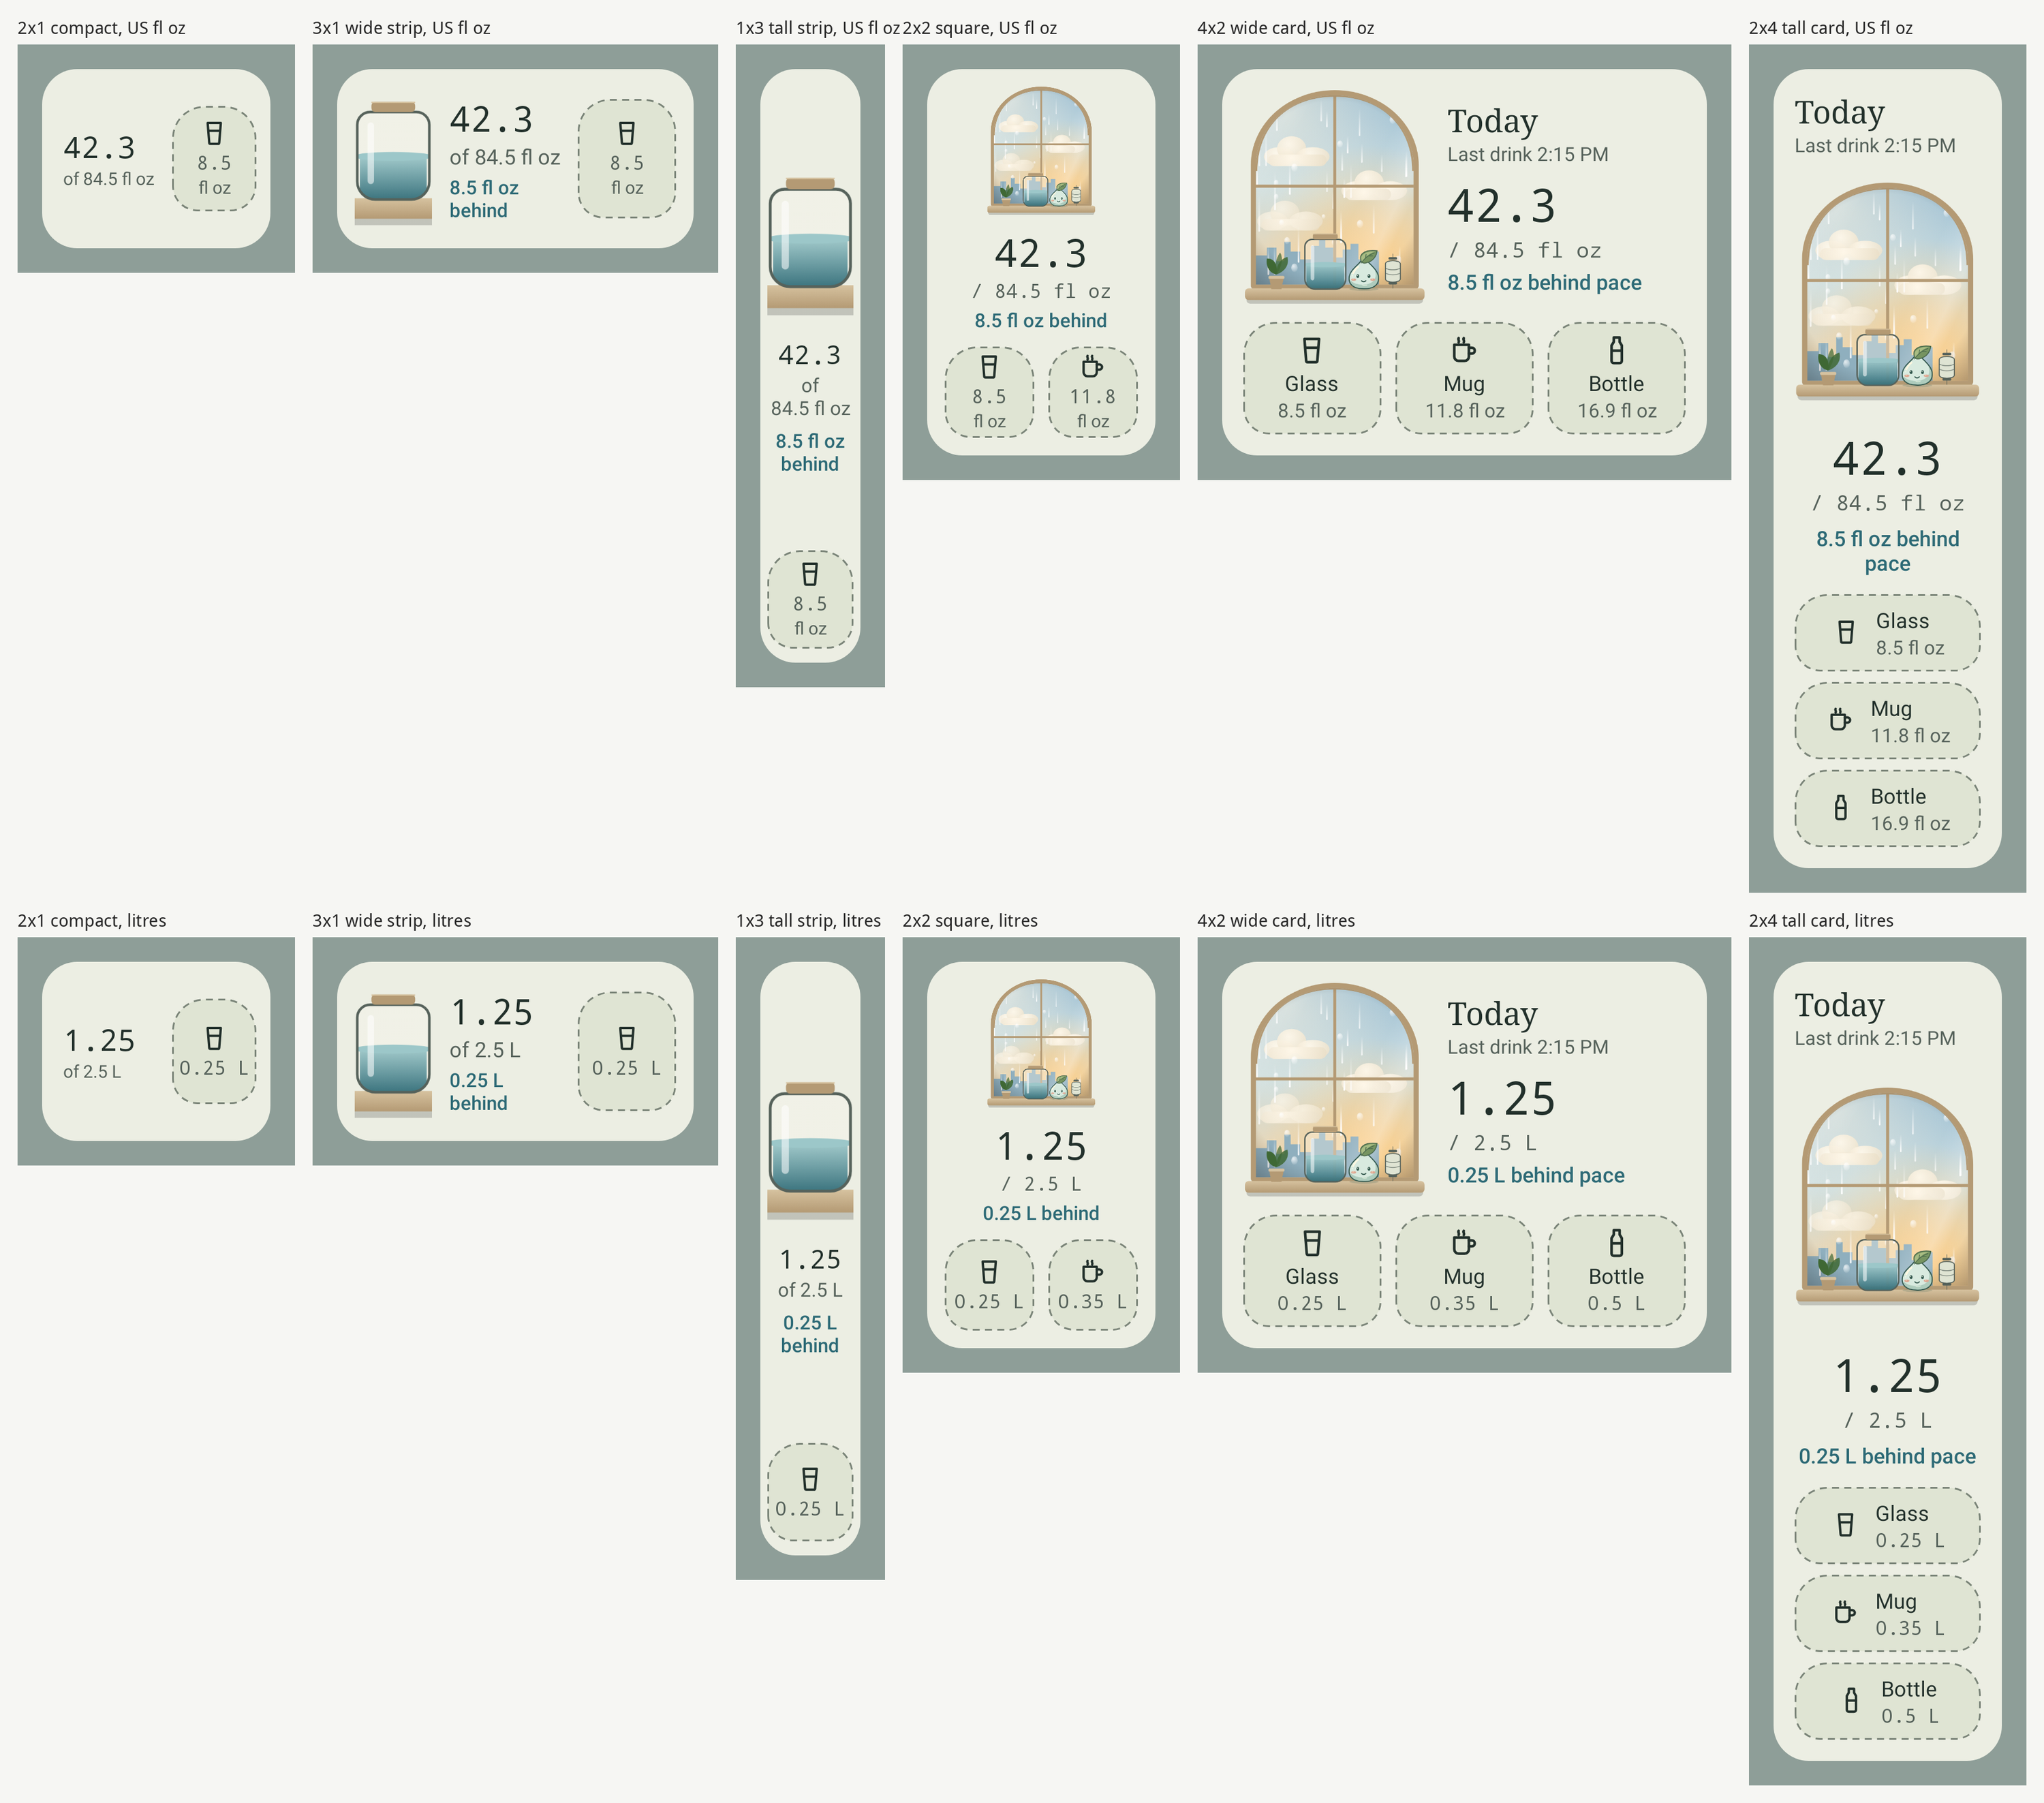 2x1 compact, US fl oz
42.3
of 84.5 fl oz
8.5
fl oz
3x1 wide strip, US fl oz
42.3
of 84.5 fl oz
8.5 fl oz
behind
8.5
fl oz
1x3 tall strip, US fl oz
42.3
of
84.5 fl oz
8.5 fl oz
behind
8.5
fl oz
2x2 square, US fl oz
42.3
/ 84.5 fl oz
8.5 fl oz behind
8.5
fl oz
11.8
fl oz
4x2 wide card, US fl oz
Today
Last drink 2:15 PM
42.3
/ 84.5 fl oz
8.5 fl oz behind pace
Glass
8.5 fl oz
Mug
11.8 fl oz
Bottle
16.9 fl oz
2x4 tall card, US fl oz
Today
Last drink 2:15 PM
42.3
/ 84.5 fl oz
8.5 fl oz behind
pace
Glass
8.5 fl oz
Mug
11.8 fl oz
Bottle
16.9 fl oz
2x1 compact, litres
1.25
of 2.5 L
0.25 L
3x1 wide strip, litres
1.25
of 2.5 L
0.25 L
behind
0.25 L
1x3 tall strip, litres
1.25
of 2.5 L
0.25 L
behind
0.25 L
2x2 square, litres
1.25
/ 2.5 L
0.25 L behind
0.25 L
0.35 L
4x2 wide card, litres
Today
Last drink 2:15 PM
1.25
/ 2.5 L
0.25 L behind pace
Glass
0.25 L
Mug
0.35 L
Bottle
0.5 L
2x4 tall card, litres
Today
Last drink 2:15 PM
1.25
/ 2.5 L
0.25 L behind pace
Glass
0.25 L
Mug
0.35 L
Bottle
0.5 L